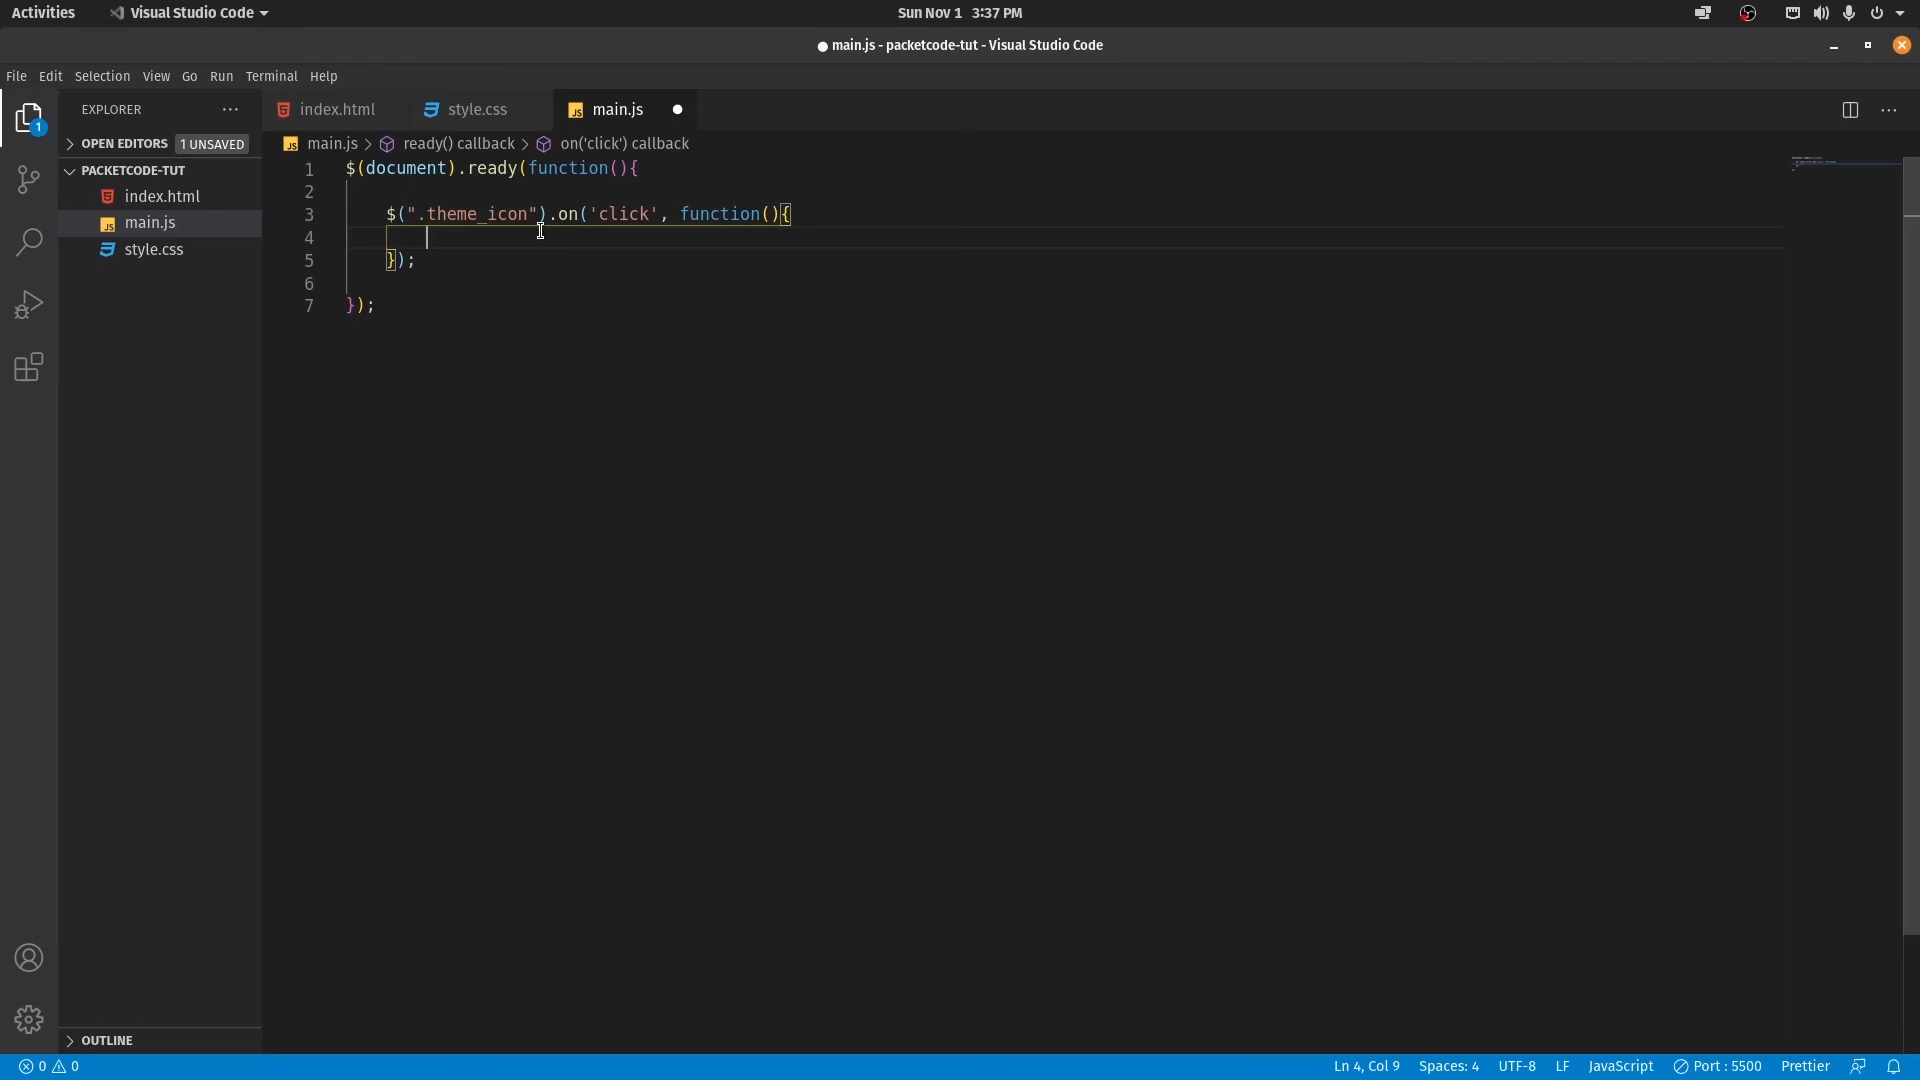 Activities Visual Studio Code Sun Nov 1 3:37 PM
main.js - packetcode-tut - Visual Studio Code
File Edit Selection View Go Run Terminal Help
EXPLORER
index.html style.css main.js
1
OPEN EDITORS 1 UNSAVED
main.js > ready() callback > on('click') callback
PACKETCODE-TUT
index.html
main.js
style.css
1 $(document).ready(function(){
2
3 $(".theme_icon").on('click', function(){
4
5 });
6
7 });
OUTLINE
0 0 Ln 4, Col 9 Spaces: 4 UTF-8 LF JavaScript Port : 5500 Prettier